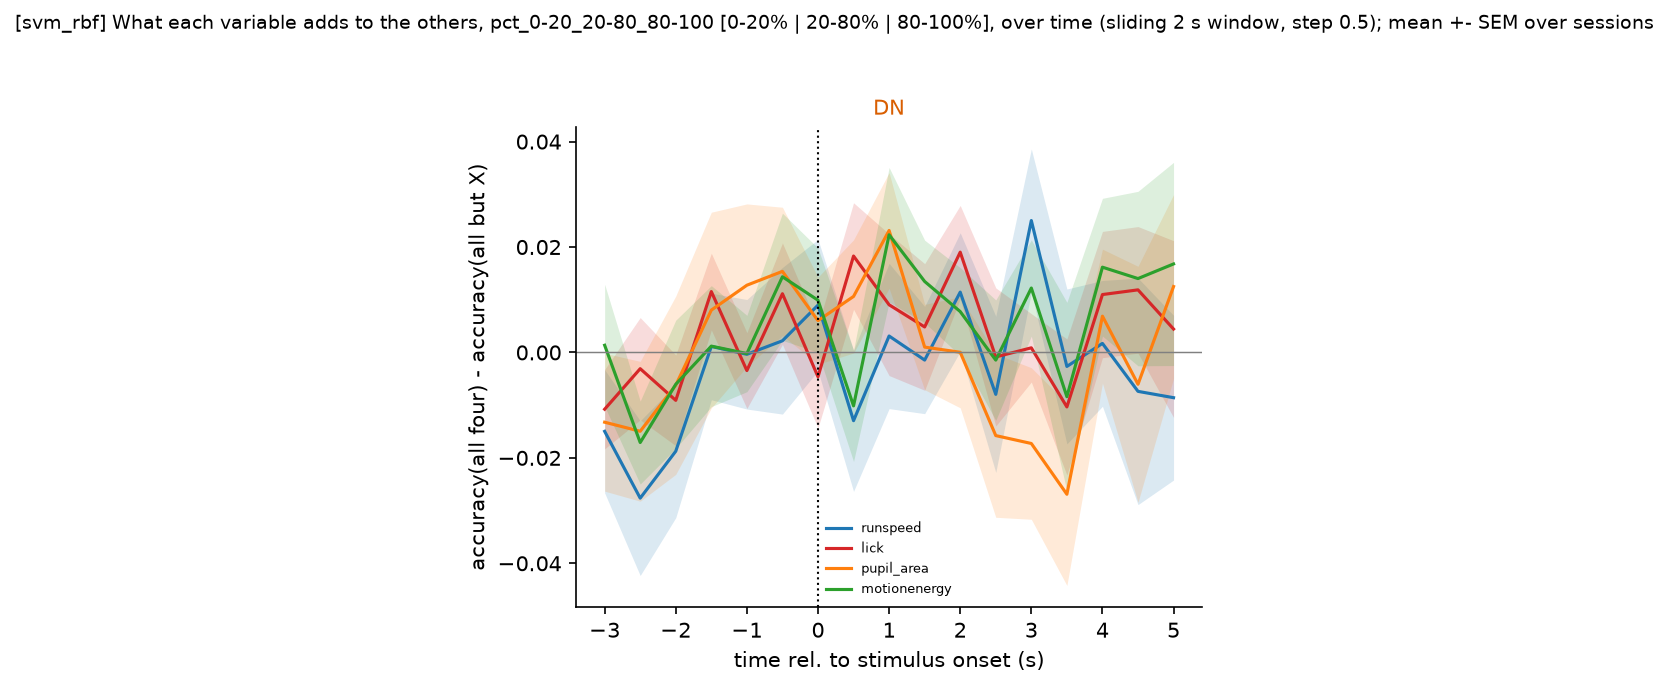 [svm_rbf] What each variable adds to the others, pct_0-20_20-80_80-100 [0-20% | 20-80% | 80-100%], over time (sliding 2 s window, step 0.5); mean +- SEM over sessions
DN
accuracy(all four) - accuracy(all but X)
0.04
0.02
0.00
−0.02
−0.04
runspeed
lick
pupil_area
motionenergy
−3 −2 −1 0 1 2 3 4 5
time rel. to stimulus onset (s)